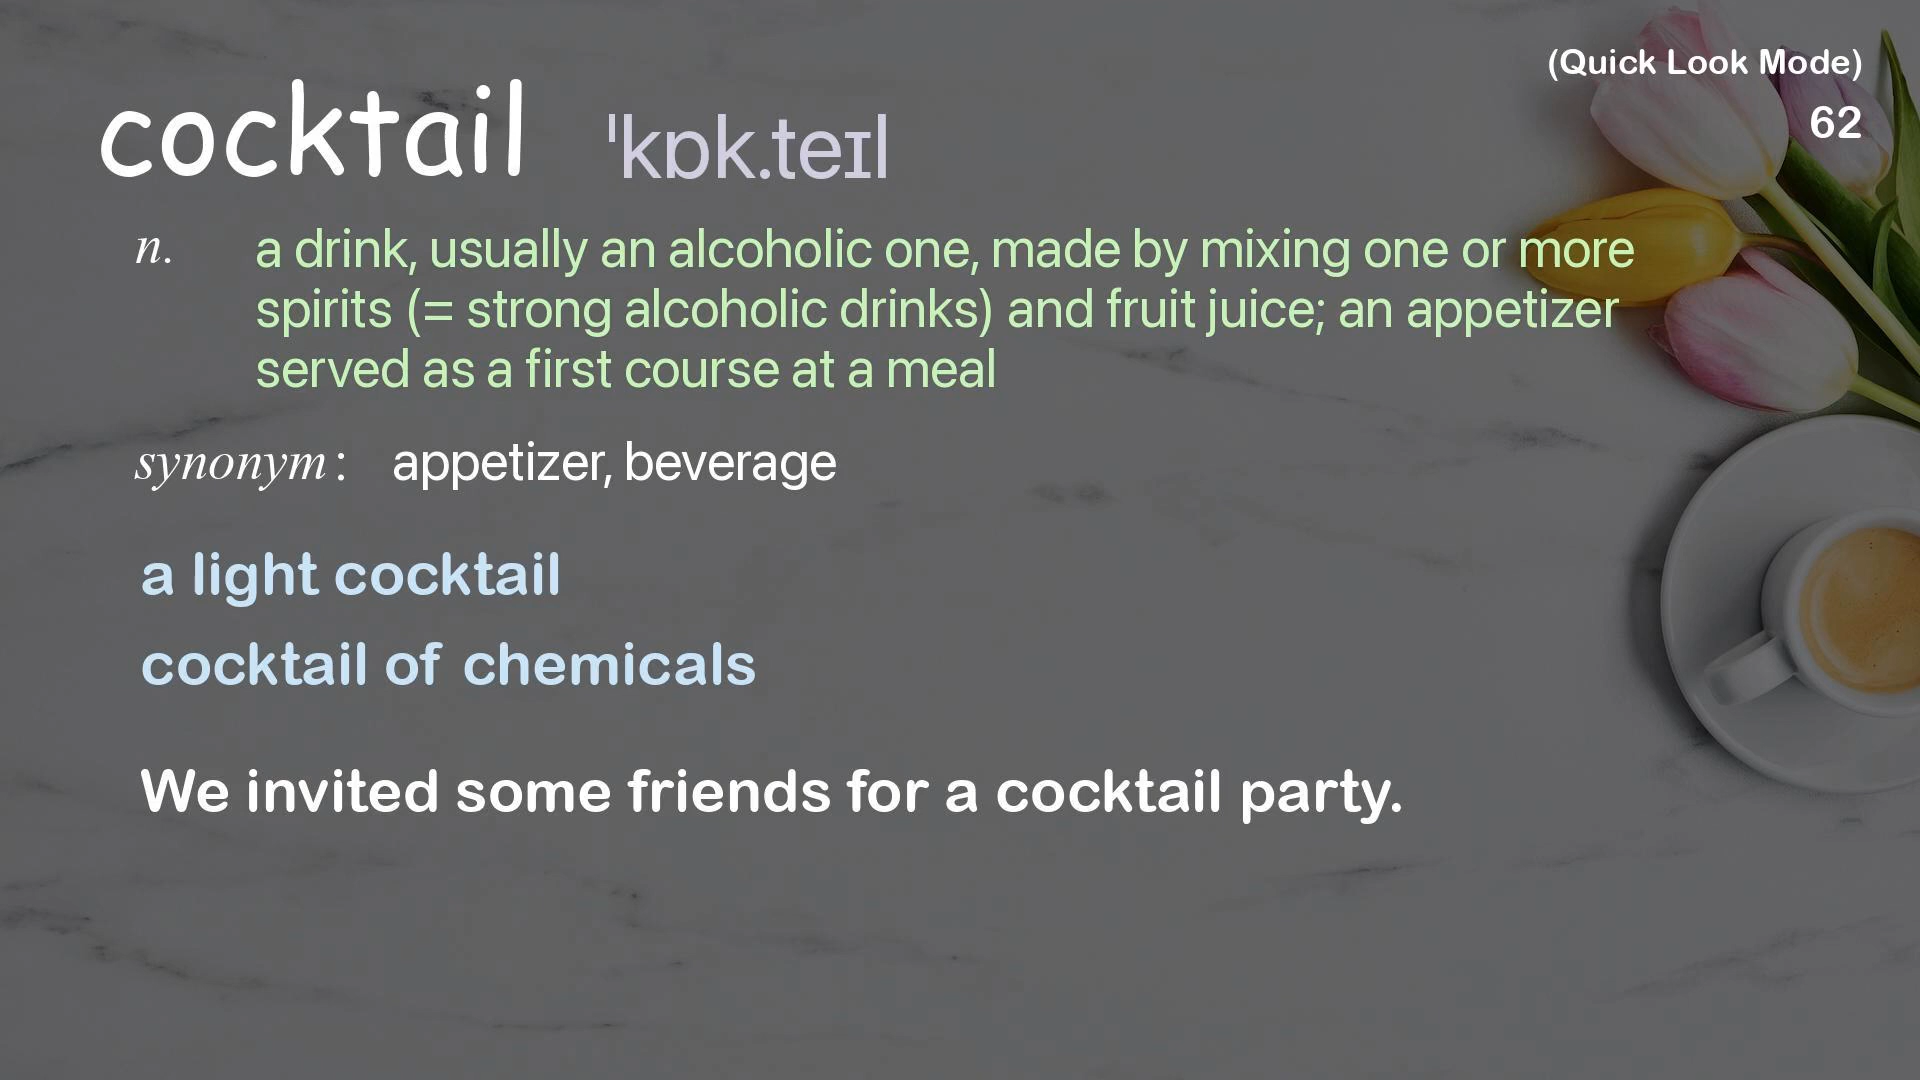 (Quick Look Mode)
62
cocktail ˈkɒk.teɪl
n. a drink, usually an alcoholic one, made by mixing one or more
spirits (= strong alcoholic drinks) and fruit juice; an appetizer
served as a first course at a meal
synonym: appetizer, beverage
a light cocktail
cocktail of chemicals
We invited some friends for a cocktail party.